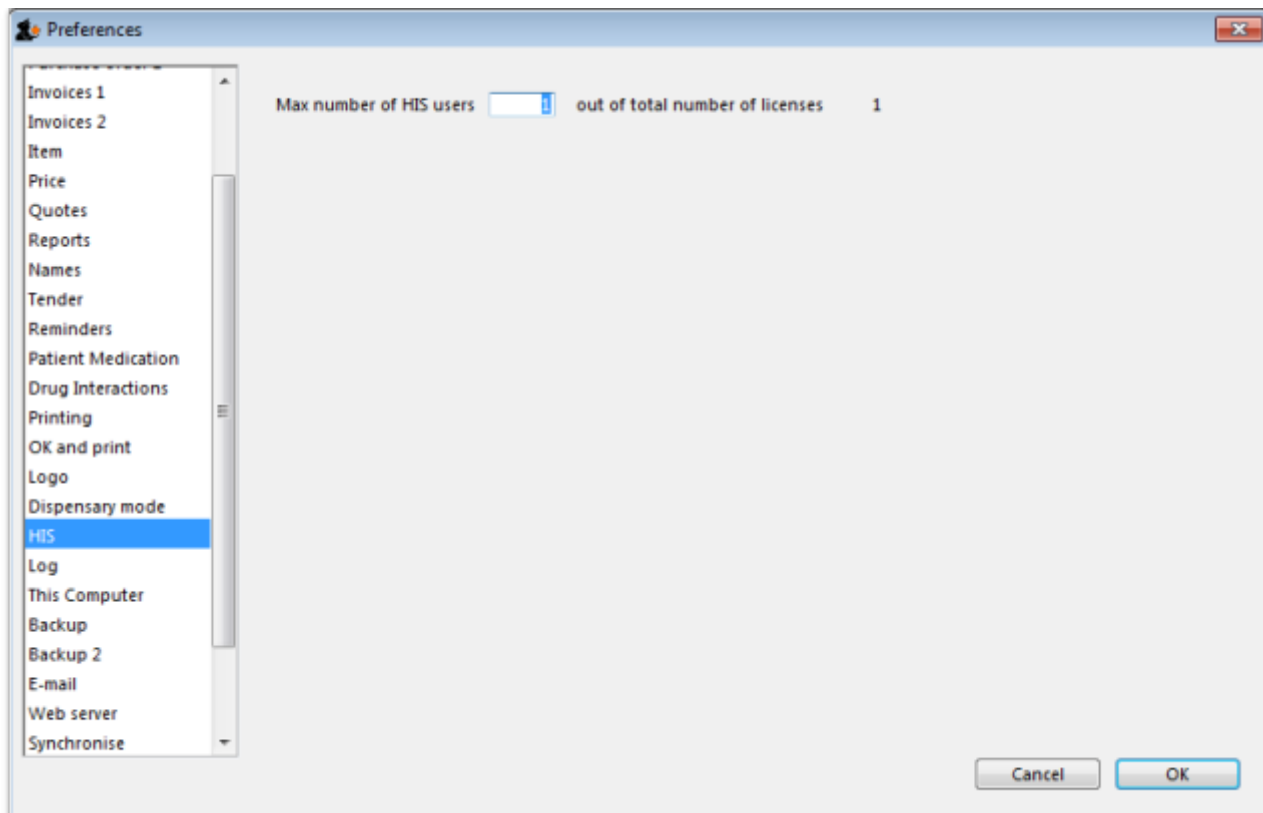 Preferences
Invoices 1
Invoices 2
Item
Price
Quotes
Reports
Names
Tender
Reminders
Patient Medication
Drug Interactions
Printing
OK and print
Logo
Dispensary mode
HIS
Log
This Computer
Backup
Backup 2
E-mail
Web server
Synchronise
Max number of HIS users 1 out of total number of licenses 1
Cancel OK